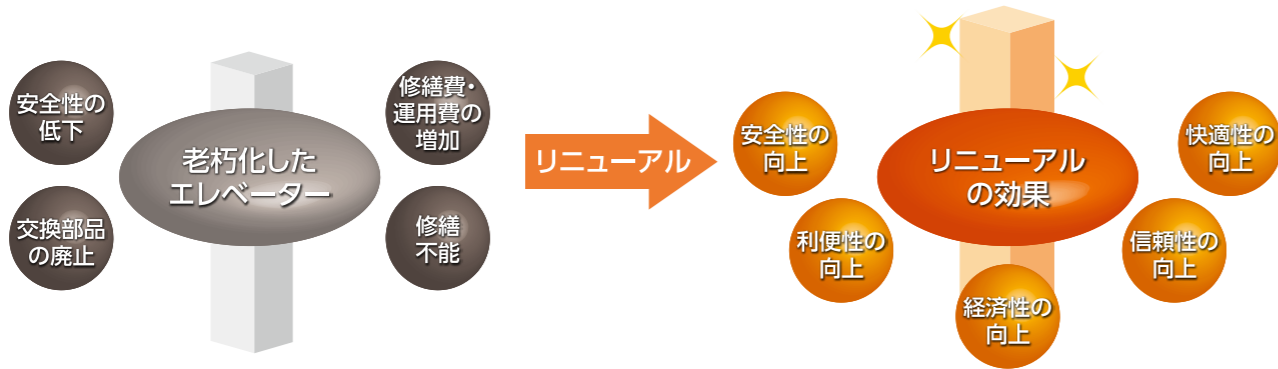 安全性の
低下
修繕費・
運用費の
増加
老朽化した
エレベーター
交換部品
の廃止
修繕
不能
リニューアル
安全性の
向上
快適性の
向上
リニューアル
の効果
利便性の
向上
信頼性の
向上
経済性の
向上